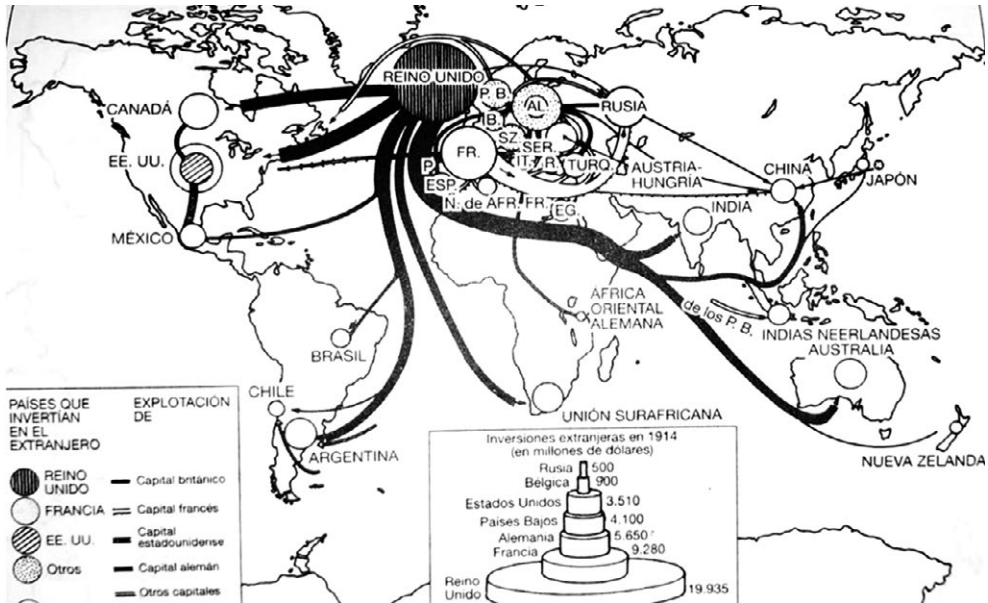 REINO UNIDO
CANADÁ
P. B.
AL.
RUSIA
EE. UU.
IB.
SZ.
SER.
FR.
IT.
R.
TURQ.
P.
AUSTRIA-
HUNGRÍA
CHINA
JAPÓN
ESP.
N. de AFR. FR.
EG.
INDIA
MÉXICO
AFRICA
ORIENTAL
ALEMANA
de los P. B.
INDIAS NEERLANDESAS
AUSTRALIA
BRASIL
CHILE
UNIÓN SURAFRICANA
ARGENTINA
NUEVA ZELANDA
PAÍSES QUE
INVERTÍAN
EN EL
EXTRANJERO
EXPLOTACIÓN
DE
REINO
UNIDO
Capital británico
FRANCIA
Capital francés
EE. UU.
Capital
estadounidense
Otros
Capital alemán
Otros capitales
Inversiones extranjeras en 1914
(en millones de dólares)
Rusia 500
Bélgica 900
Estados Unidos 3.510
Países Bajos 4.100
Alemania 5.650
Francia 9.280
Reino
Unido 19.935